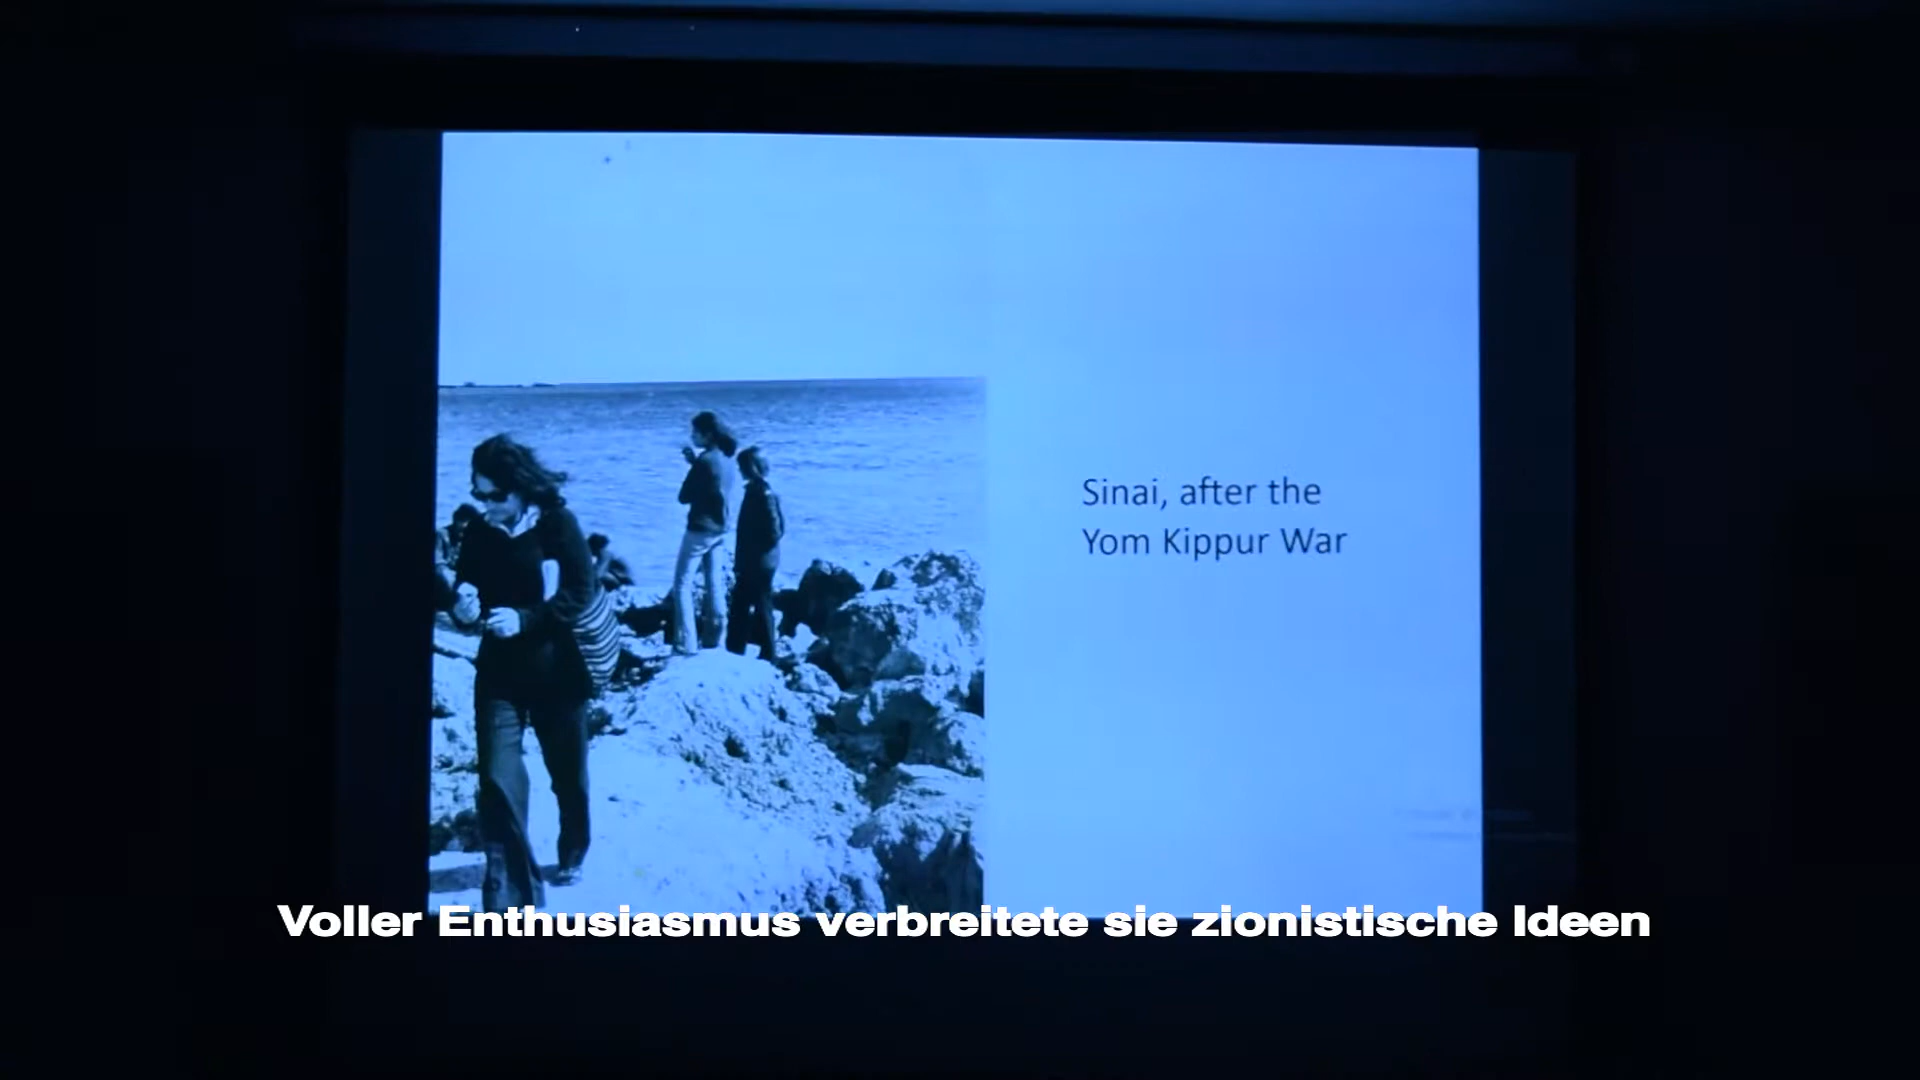 Sinai, after the
Yom Kippur War
Voller Enthusiasmus verbreitete sie zionistische Ideen